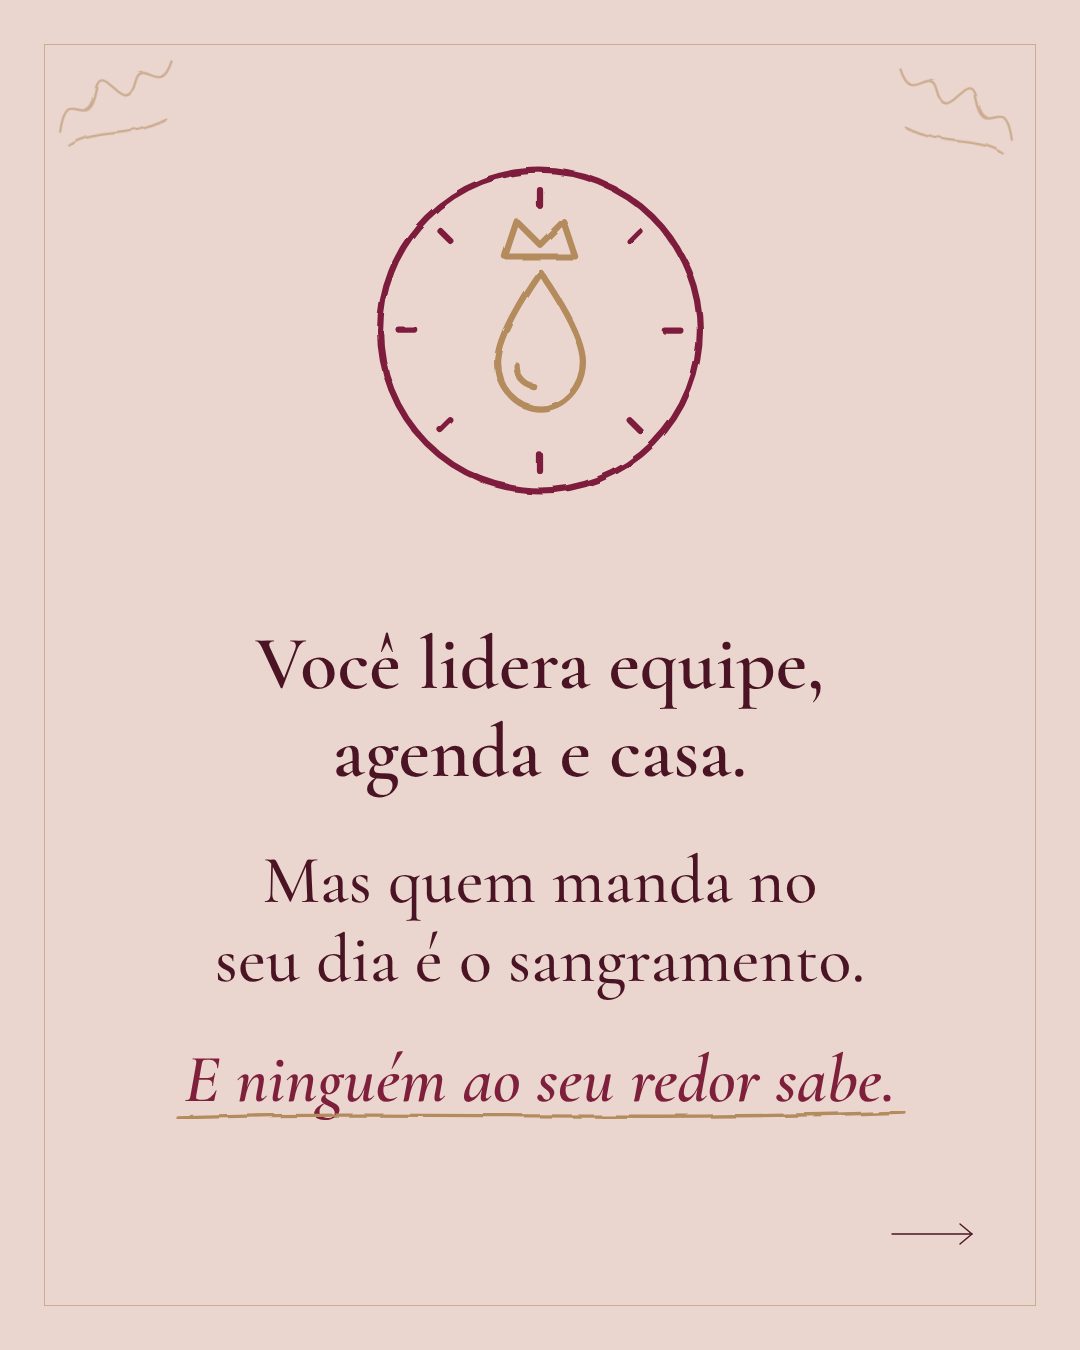 Você lidera equipe,
agenda e casa.
Mas quem manda no
seu dia é o sangramento.
E ninguém ao seu redor sabe.